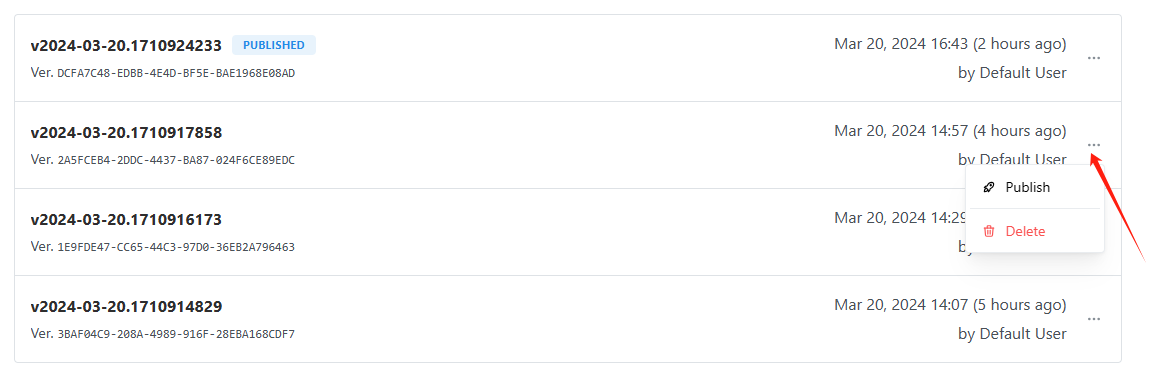 v2024-03-20.1710924233 PUBLISHED Mar 20, 2024 16:43 (2 hours ago)
Ver. DCFA7C48-EDBB-4E4D-BF5E-BAE1968E08AD by Default User
v2024-03-20.1710917858 Mar 20, 2024 14:57 (4 hours ago)
Ver. 2A5FCEB4-2DDC-4437-BA87-024F6CE89EDC by Default User
Publish
v2024-03-20.1710916173 Mar 20, 2024 14:29
Delete
Ver. 1E9FDE47-CC65-44C3-97D0-36EB2A796463 by
v2024-03-20.1710914829 Mar 20, 2024 14:07 (5 hours ago)
Ver. 3BAF04C9-208A-4989-916F-28EBA168CDF7 by Default User